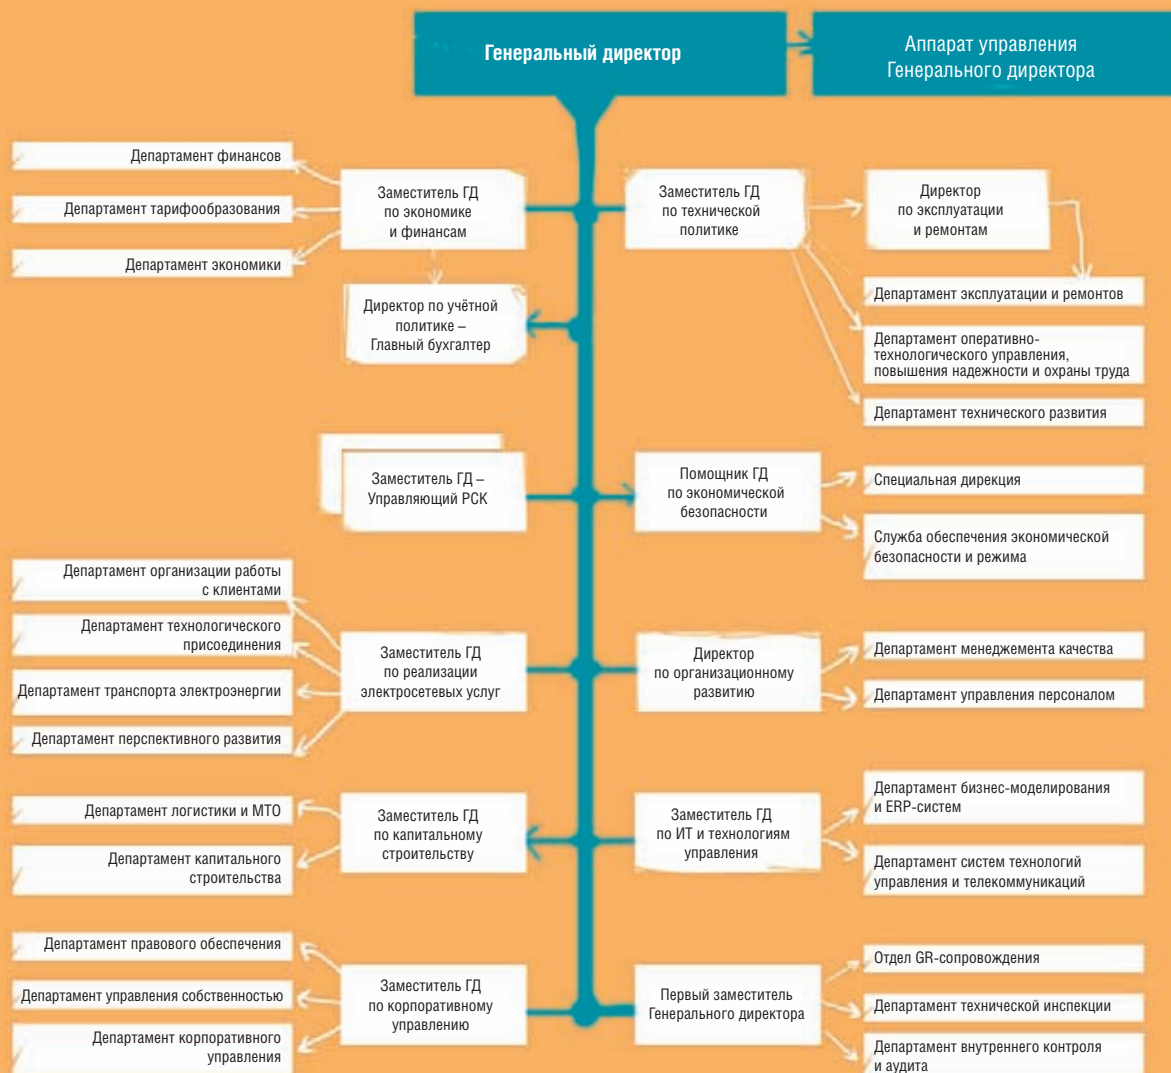 Генеральный директор
Аппарат управления
Генерального директора
Департамент финансов
Департамент тарифообразования
Департамент экономики
Заместитель ГД
по экономике
и финансам
Директор по учётной
политике –
Главный бухгалтер
Заместитель ГД
по технической
политике
Директор
по эксплуатации
и ремонтам
Департамент эксплуатации и ремонтов
Департамент оперативно-
технологического управления,
повышения надежности и охраны труда
Департамент технического развития
Заместитель ГД –
Управляющий РСК
Помощник ГД
по экономической
безопасности
Специальная дирекция
Служба обеспечения экономической
безопасности и режима
Департамент организации работы
с клиентами
Департамент технологического
присоединения
Департамент транспорта электроэнергии
Департамент перспективного развития
Заместитель ГД
по реализации
электросетевых услуг
Директор
по организационному
развитию
Департамент менеджемента качества
Департамент управления персоналом
Департамент логистики и МТО
Департамент капитального
строительства
Заместитель ГД
по капитальному
строительству
Заместитель ГД
по ИТ и технологиям
управления
Департамент бизнес-моделирования
и ERP-систем
Департамент систем технологий
управления и телекоммуникаций
Департамент правового обеспечения
Департамент управления собственностью
Департамент корпоративного
управления
Заместитель ГД
по корпоративному
управлению
Первый заместитель
Генерального директора
Отдел GR-сопровождения
Департамент технической инспекции
Департамент внутреннего контроля
и аудита